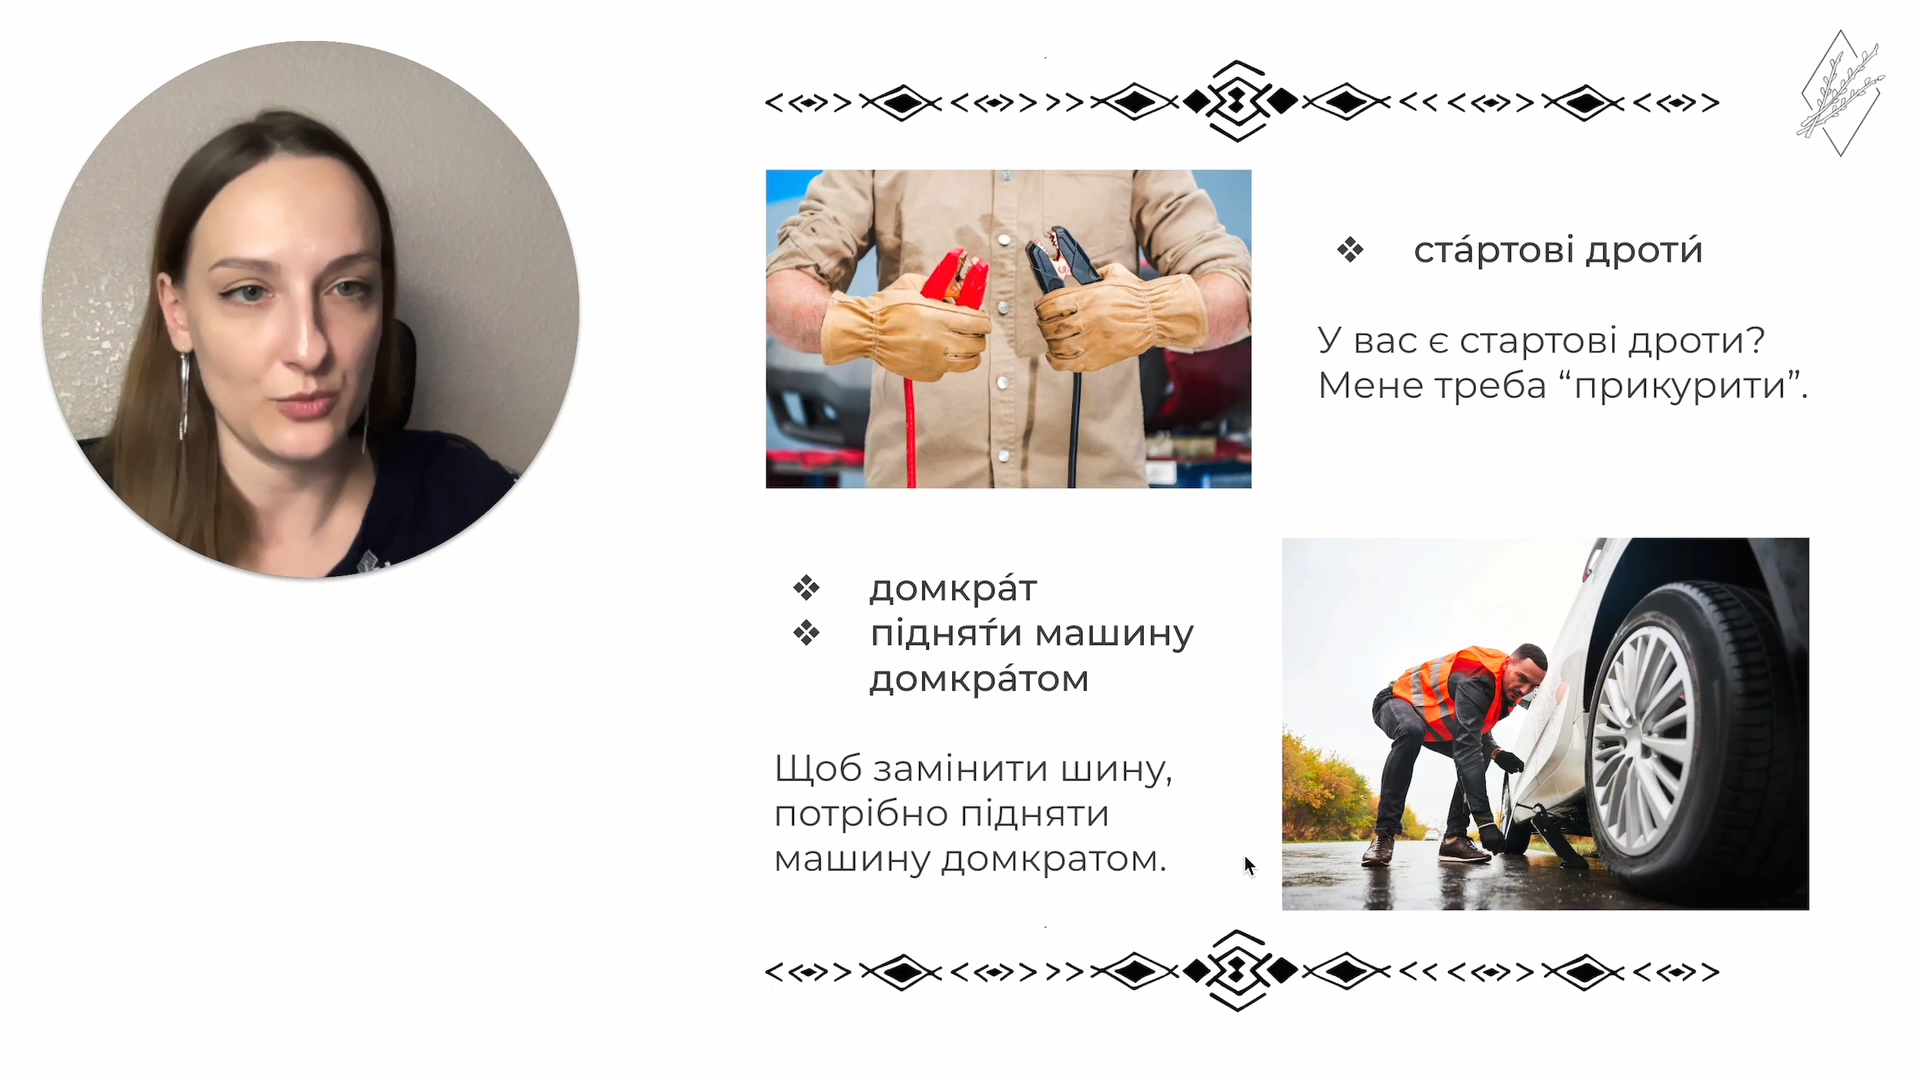 ❖ ста́ртові дроти́
У вас є стартові дроти?
Мене треба “прикурити”.
❖ домкра́т
❖ підня́ти машину
домкра́том
Щоб замінити шину,
потрібно підняти
машину домкратом.